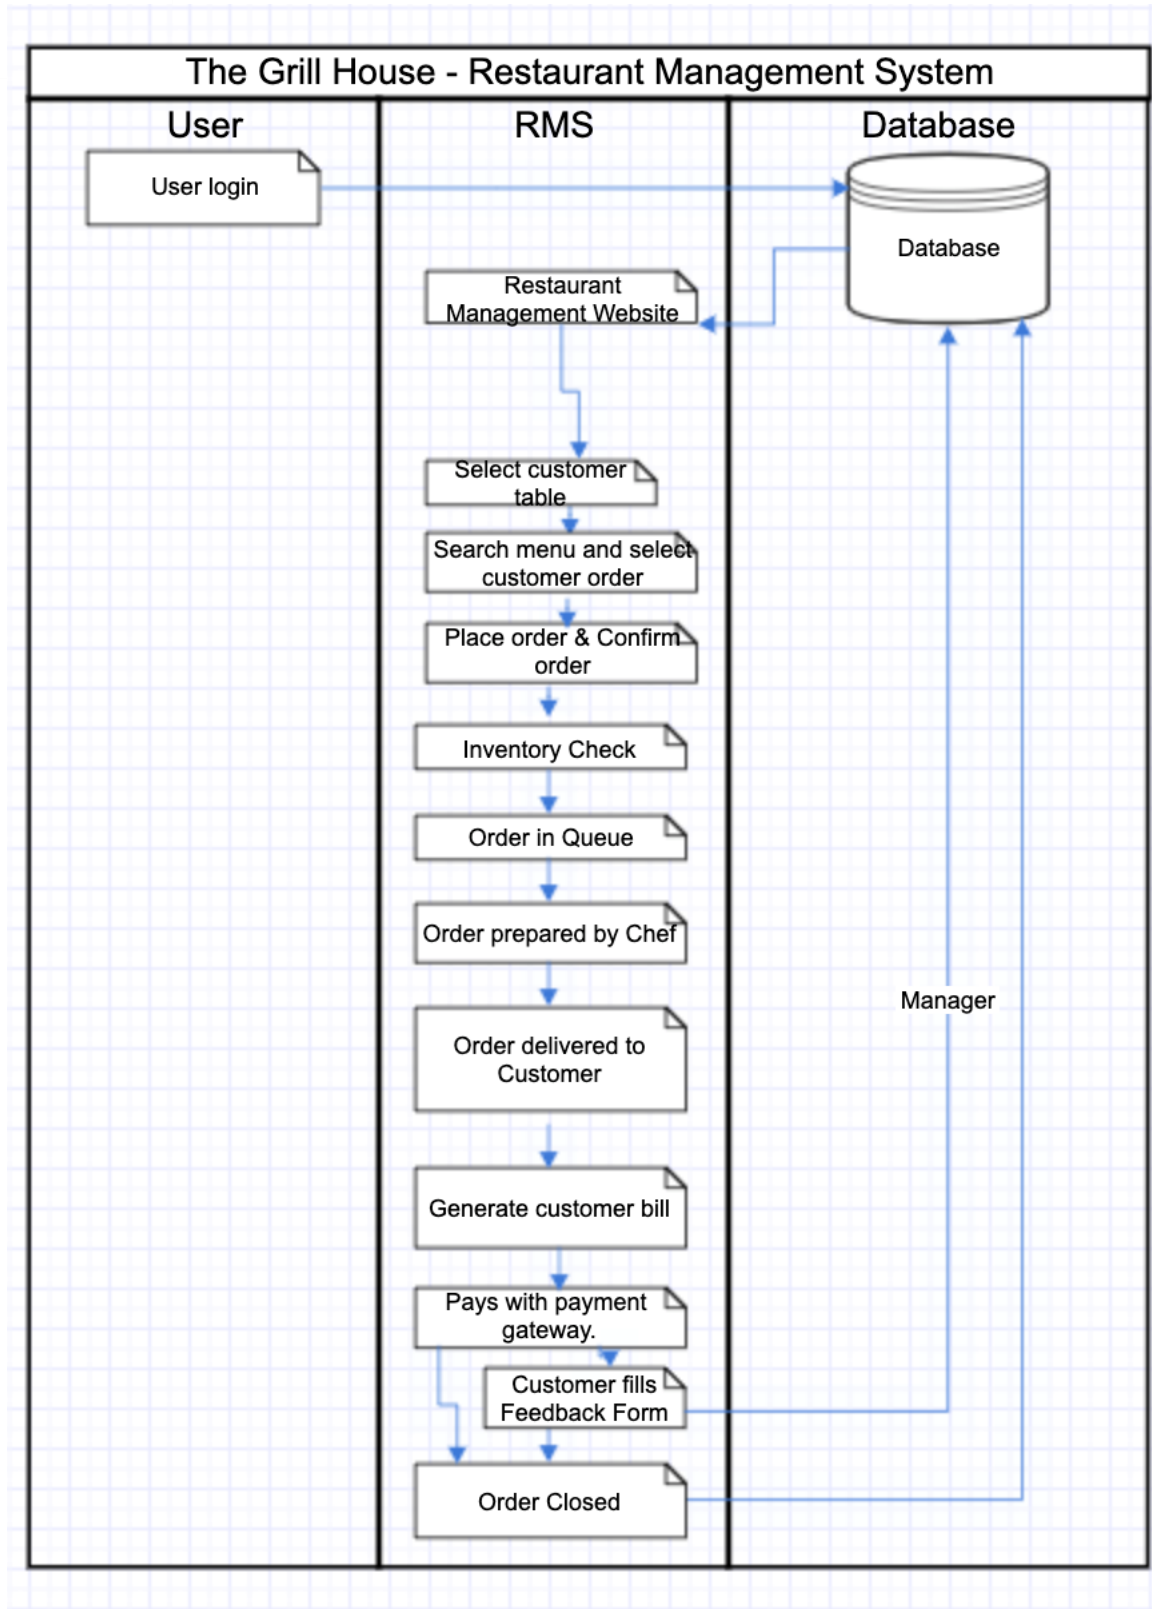 The Grill House - Restaurant Management System
User
RMS
Database
User login
Database
Restaurant
Management Website
Select customer
table
Search menu and select
customer order
Place order & Confirm
order
Inventory Check
Order in Queue
Order prepared by Chef
Manager
Order delivered to
Customer
Generate customer bill
Pays with payment
gateway.
Customer fills
Feedback Form
Order Closed